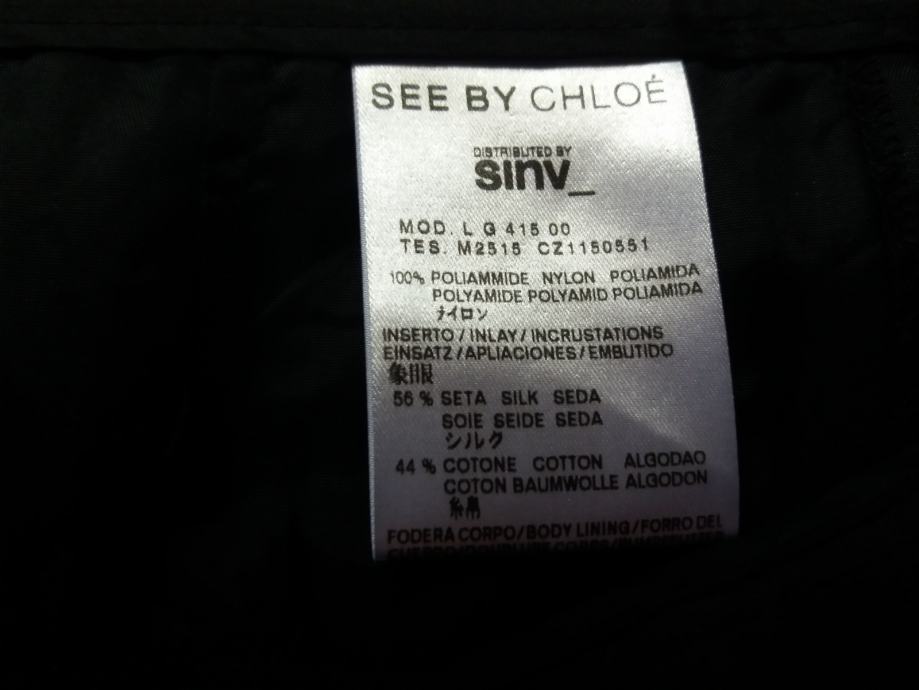 SEE BY CHLOÉ
DISTRIBUTED BY
sinv_
MOD. L G 415 00
TES. M2515 CZ1150551
100% POLIAMMIDE NYLON POLIAMIDA
POLYAMIDE POLYAMID POLIAMIDA
ナイロン
INSERTO / INLAY / INCRUSTATIONS
EINSATZ / APLIACIONES / EMBUTIDO
象眼
56 % SETA SILK SEDA
SOIE SEIDE SEDA
シルク
44 % COTONE COTTON ALGODAO
COTON BAUMWOLLE ALGODON
FODERA CORPO / BODY LINING / FORRO DEL